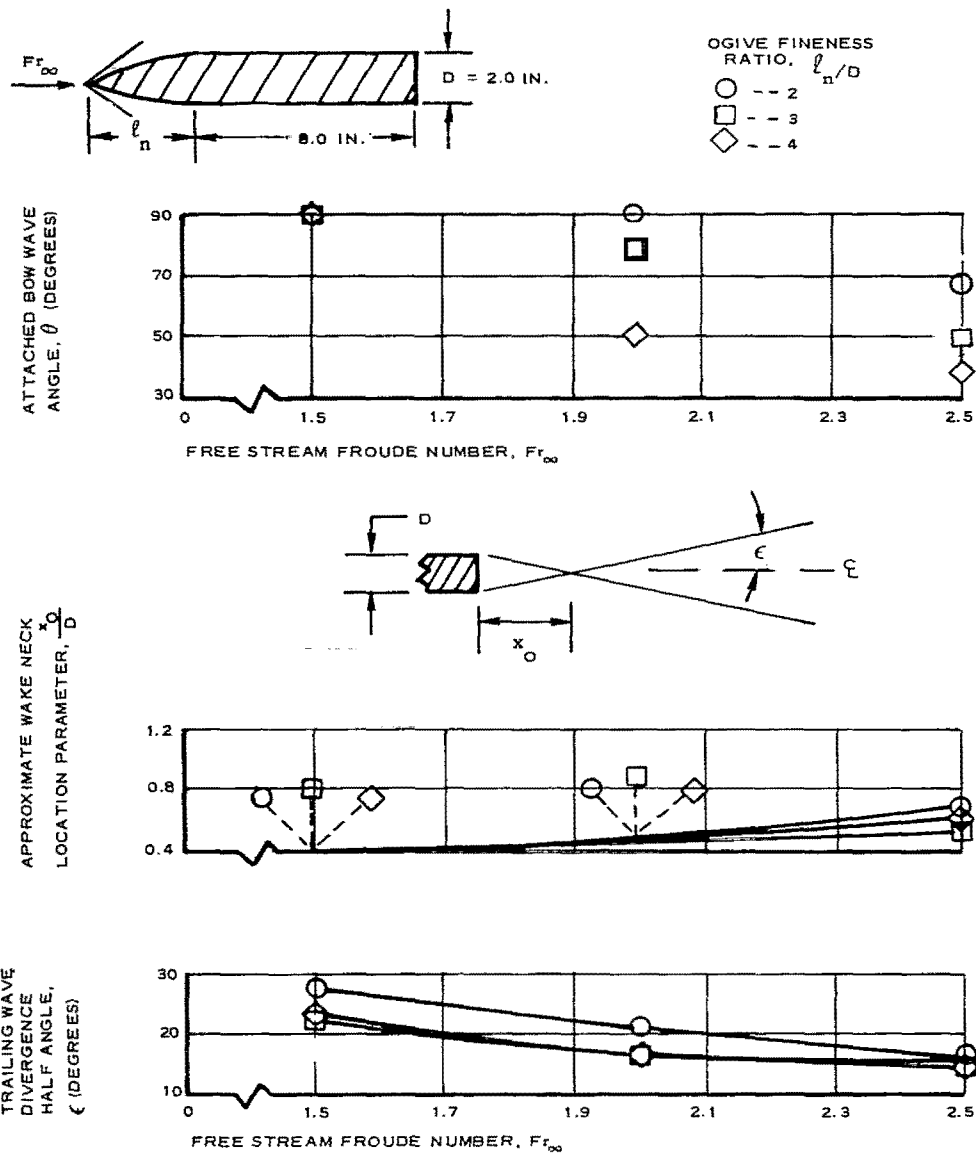 Fr∞
D = 2.0 IN.
ℓn
8.0 IN.
OGIVE FINENESS
RATIO, ℓn/D
-- 2
-- 3
-- 4
ATTACHED BOW WAVE
ANGLE, θ (DEGREES)
90
70
50
30
0 1.5 1.7 1.9 2.1 2.3 2.5
FREE STREAM FROUDE NUMBER, Fr∞
D
ϵ
℄
xO
APPROXIMATE WAKE NECK
LOCATION PARAMETER, xO/D
1.2
0.8
0.4
TRAILING WAVE
DIVERGENCE
HALF ANGLE,
ϵ (DEGREES)
30
20
10
0 1.5 1.7 1.9 2.1 2.3 2.5
FREE STREAM FROUDE NUMBER, Fr∞